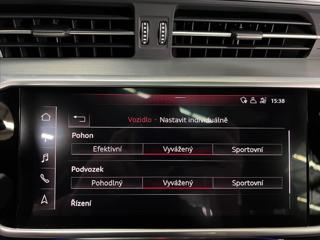 15:38
Vozidlo - Nastavit individuálně
Pohon
Efektivní Vyvážený Sportovní
Podvozek
Pohodlný Vyvážený Sportovní
Řízení